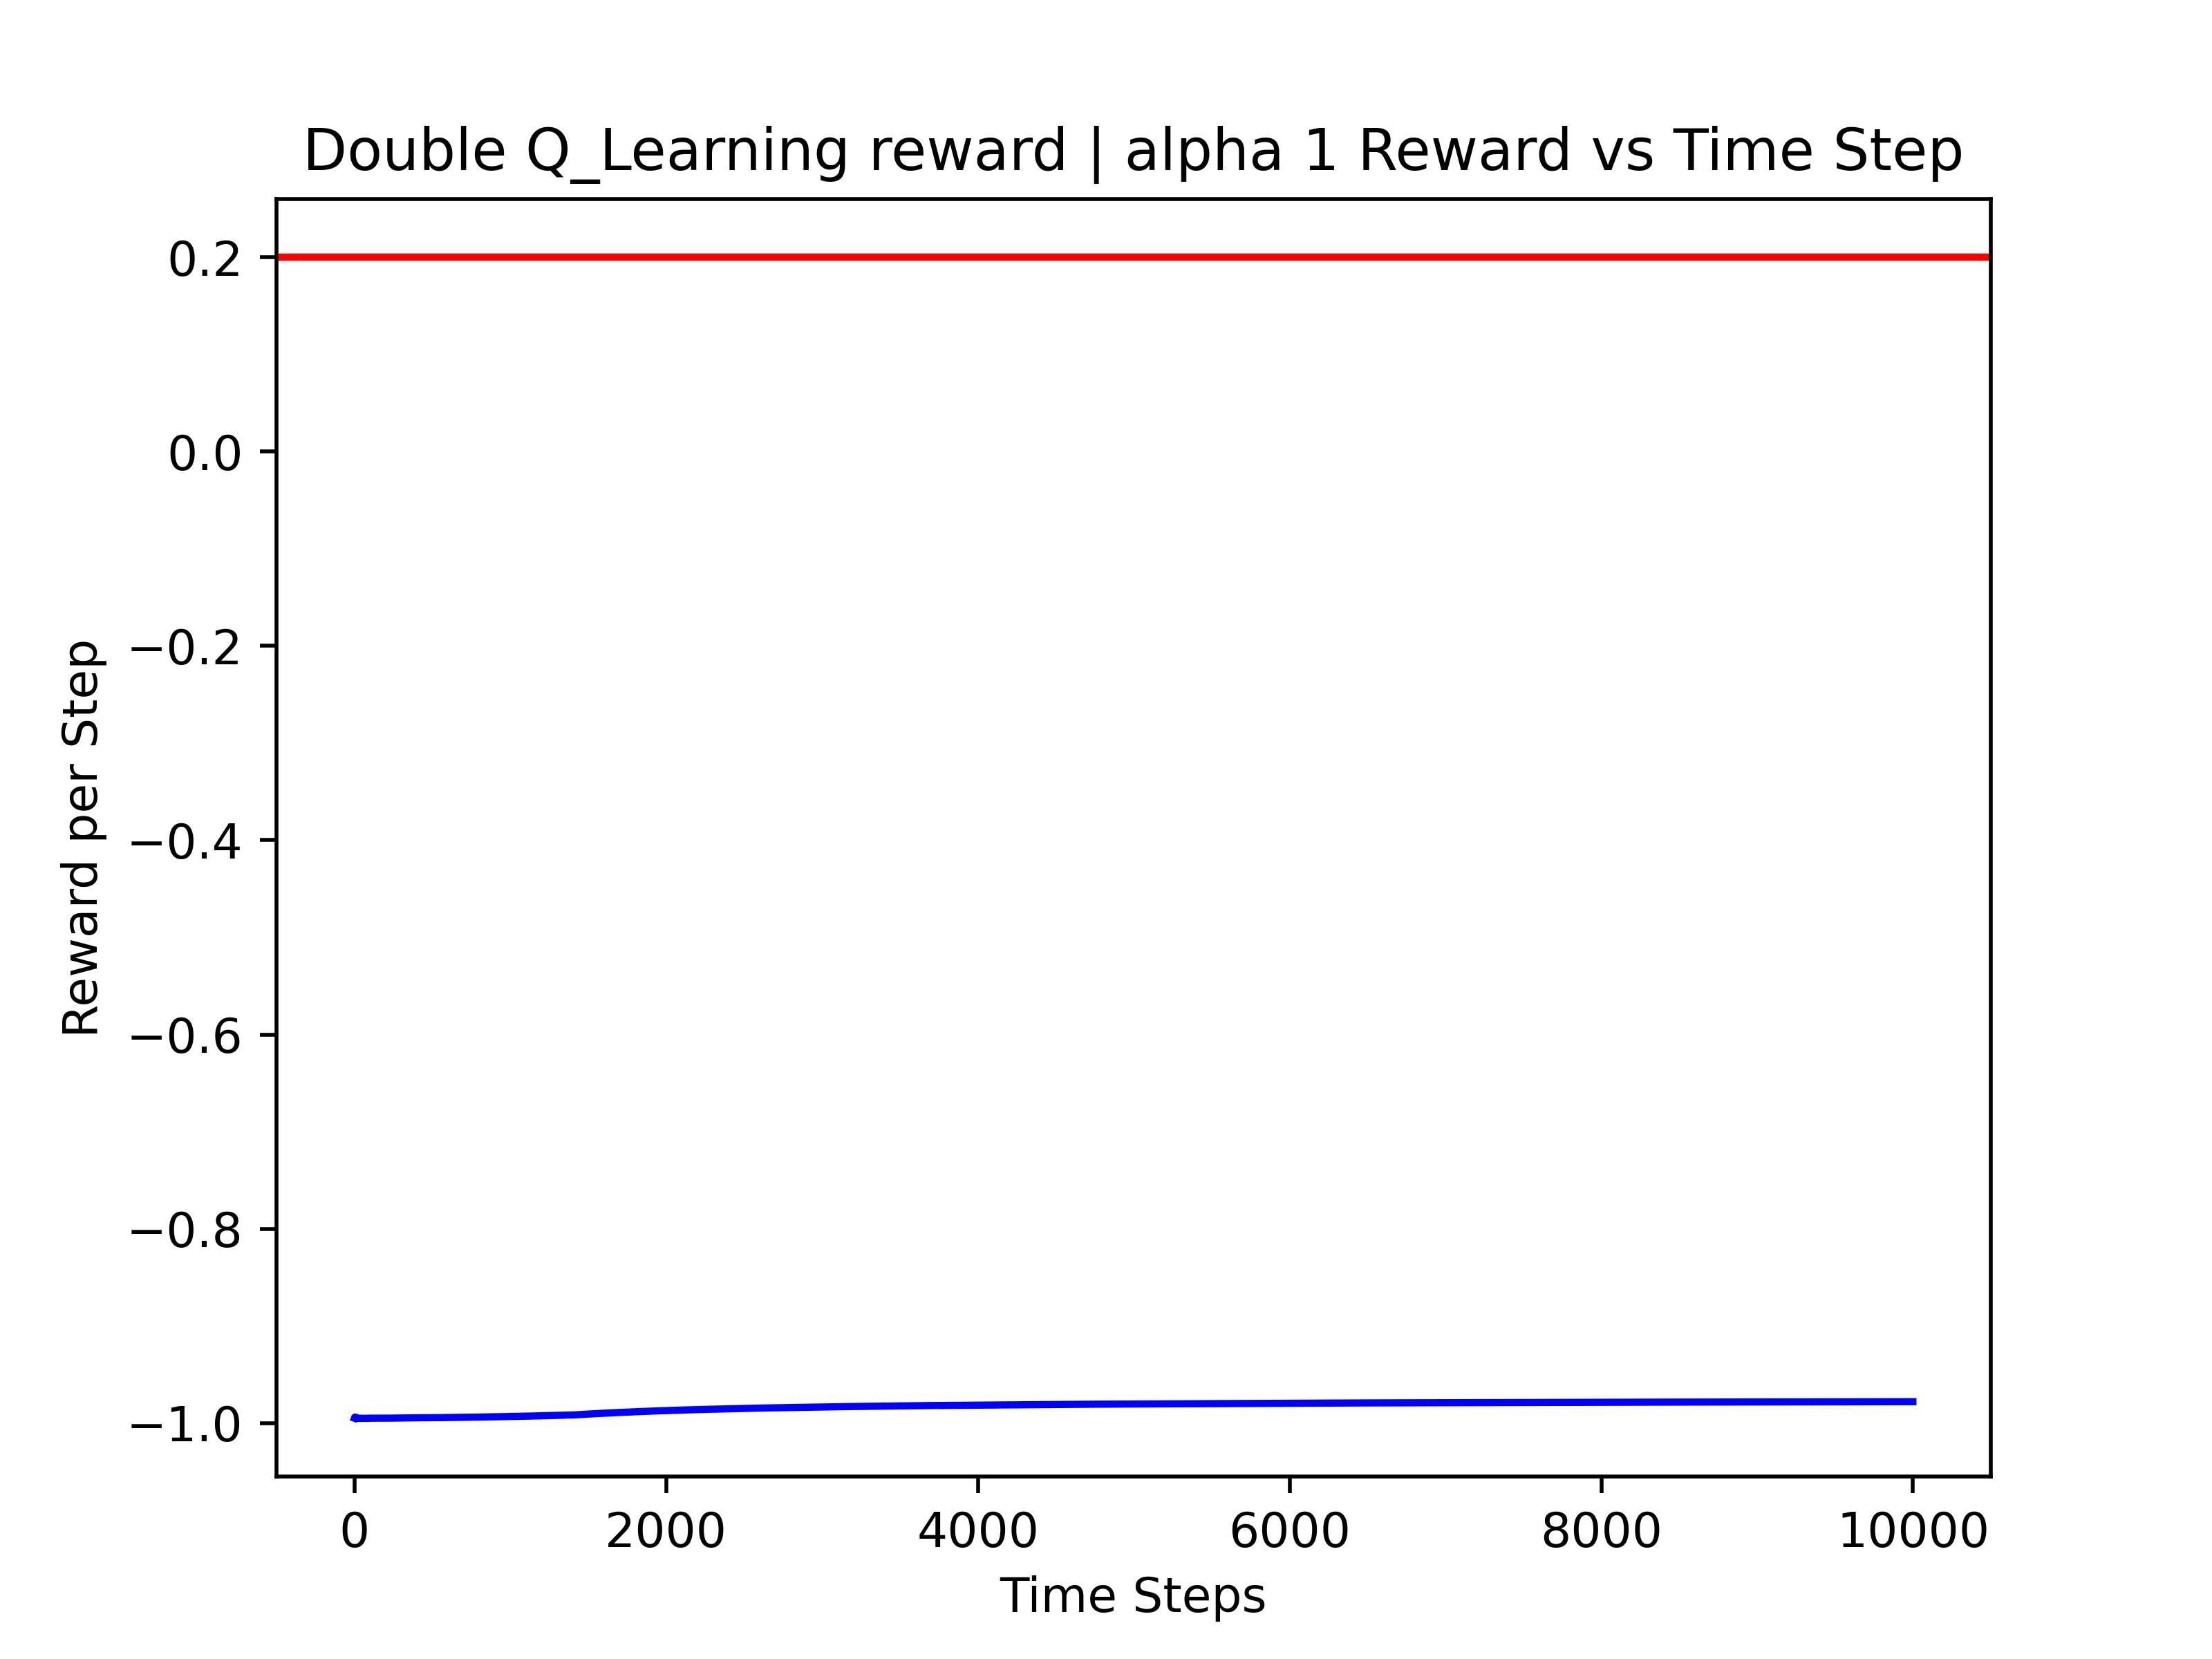 Double Q_Learning reward | alpha 1 Reward vs Time Step
0.2
0.0
−0.2
−0.4
−0.6
−0.8
−1.0
Reward per Step
0 2000 4000 6000 8000 10000
Time Steps